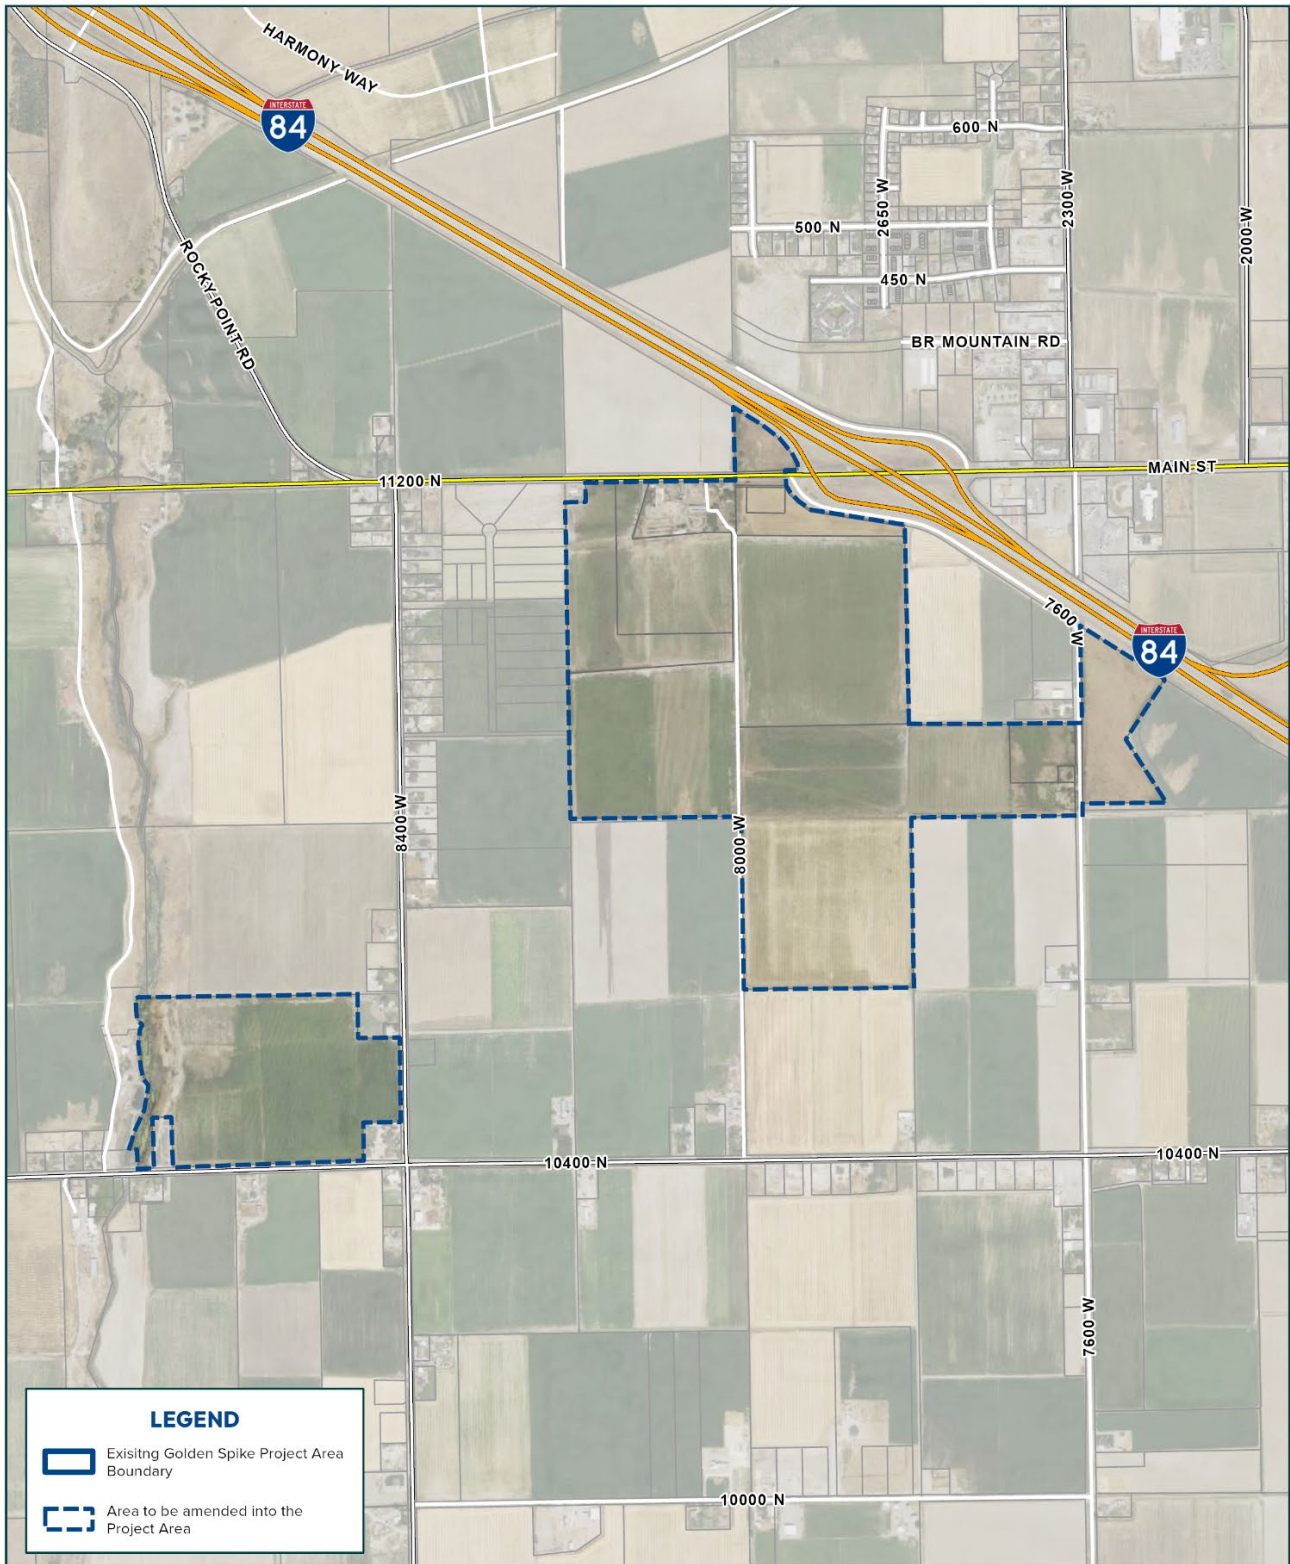 HARMONY WAY
INTERSTATE
84
600 N
2650 W
2300 W
2000 W
500 N
450 N
ROCKY POINT RD
BR MOUNTAIN RD
11200 N
MAIN ST
7600 W
INTERSTATE
84
8400 W
8000 W
10400 N
10400 N
7600 W
10000 N
LEGEND
Exisitng Golden Spike Project Area
Boundary
Area to be amended into the
Project Area